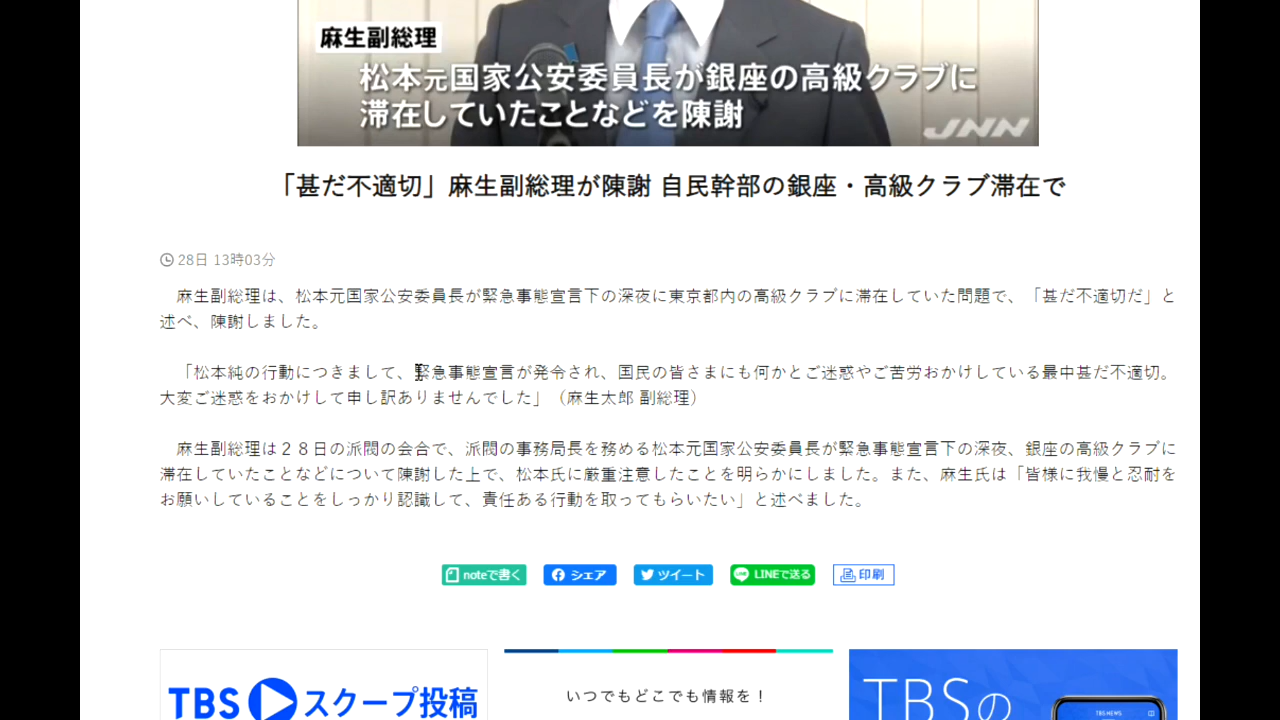 麻生副総理
松本元国家公安委員長が銀座の高級クラブに
滞在していたことなどを陳謝
JNN
「甚だ不適切」麻生副総理が陳謝 自民幹部の銀座・高級クラブ滞在で
28日 13時03分
麻生副総理は、松本元国家公安委員長が緊急事態宣言下の深夜に東京都内の高級クラブに滞在していた問題で、「甚だ不適切だ」と
述べ、陳謝しました。
「松本純の行動につきまして、緊急事態宣言が発令され、国民の皆さまにも何かとご迷惑やご苦労おかけしている最中甚だ不適切。
大変ご迷惑をおかけして申し訳ありませんでした」（麻生太郎 副総理）
麻生副総理は２８日の派閥の会合で、派閥の事務局長を務める松本元国家公安委員長が緊急事態宣言下の深夜、銀座の高級クラブに
滞在していたことなどについて陳謝した上で、松本氏に厳重注意したことを明らかにしました。また、麻生氏は「皆様に我慢と忍耐を
お願いしていることをしっかり認識して、責任ある行動を取ってもらいたい」と述べました。
noteで書く シェア ツイート LINEで送る 印刷
TBS スクープ投稿
いつでもどこでも情報を！
TBSの
TBS NEWS